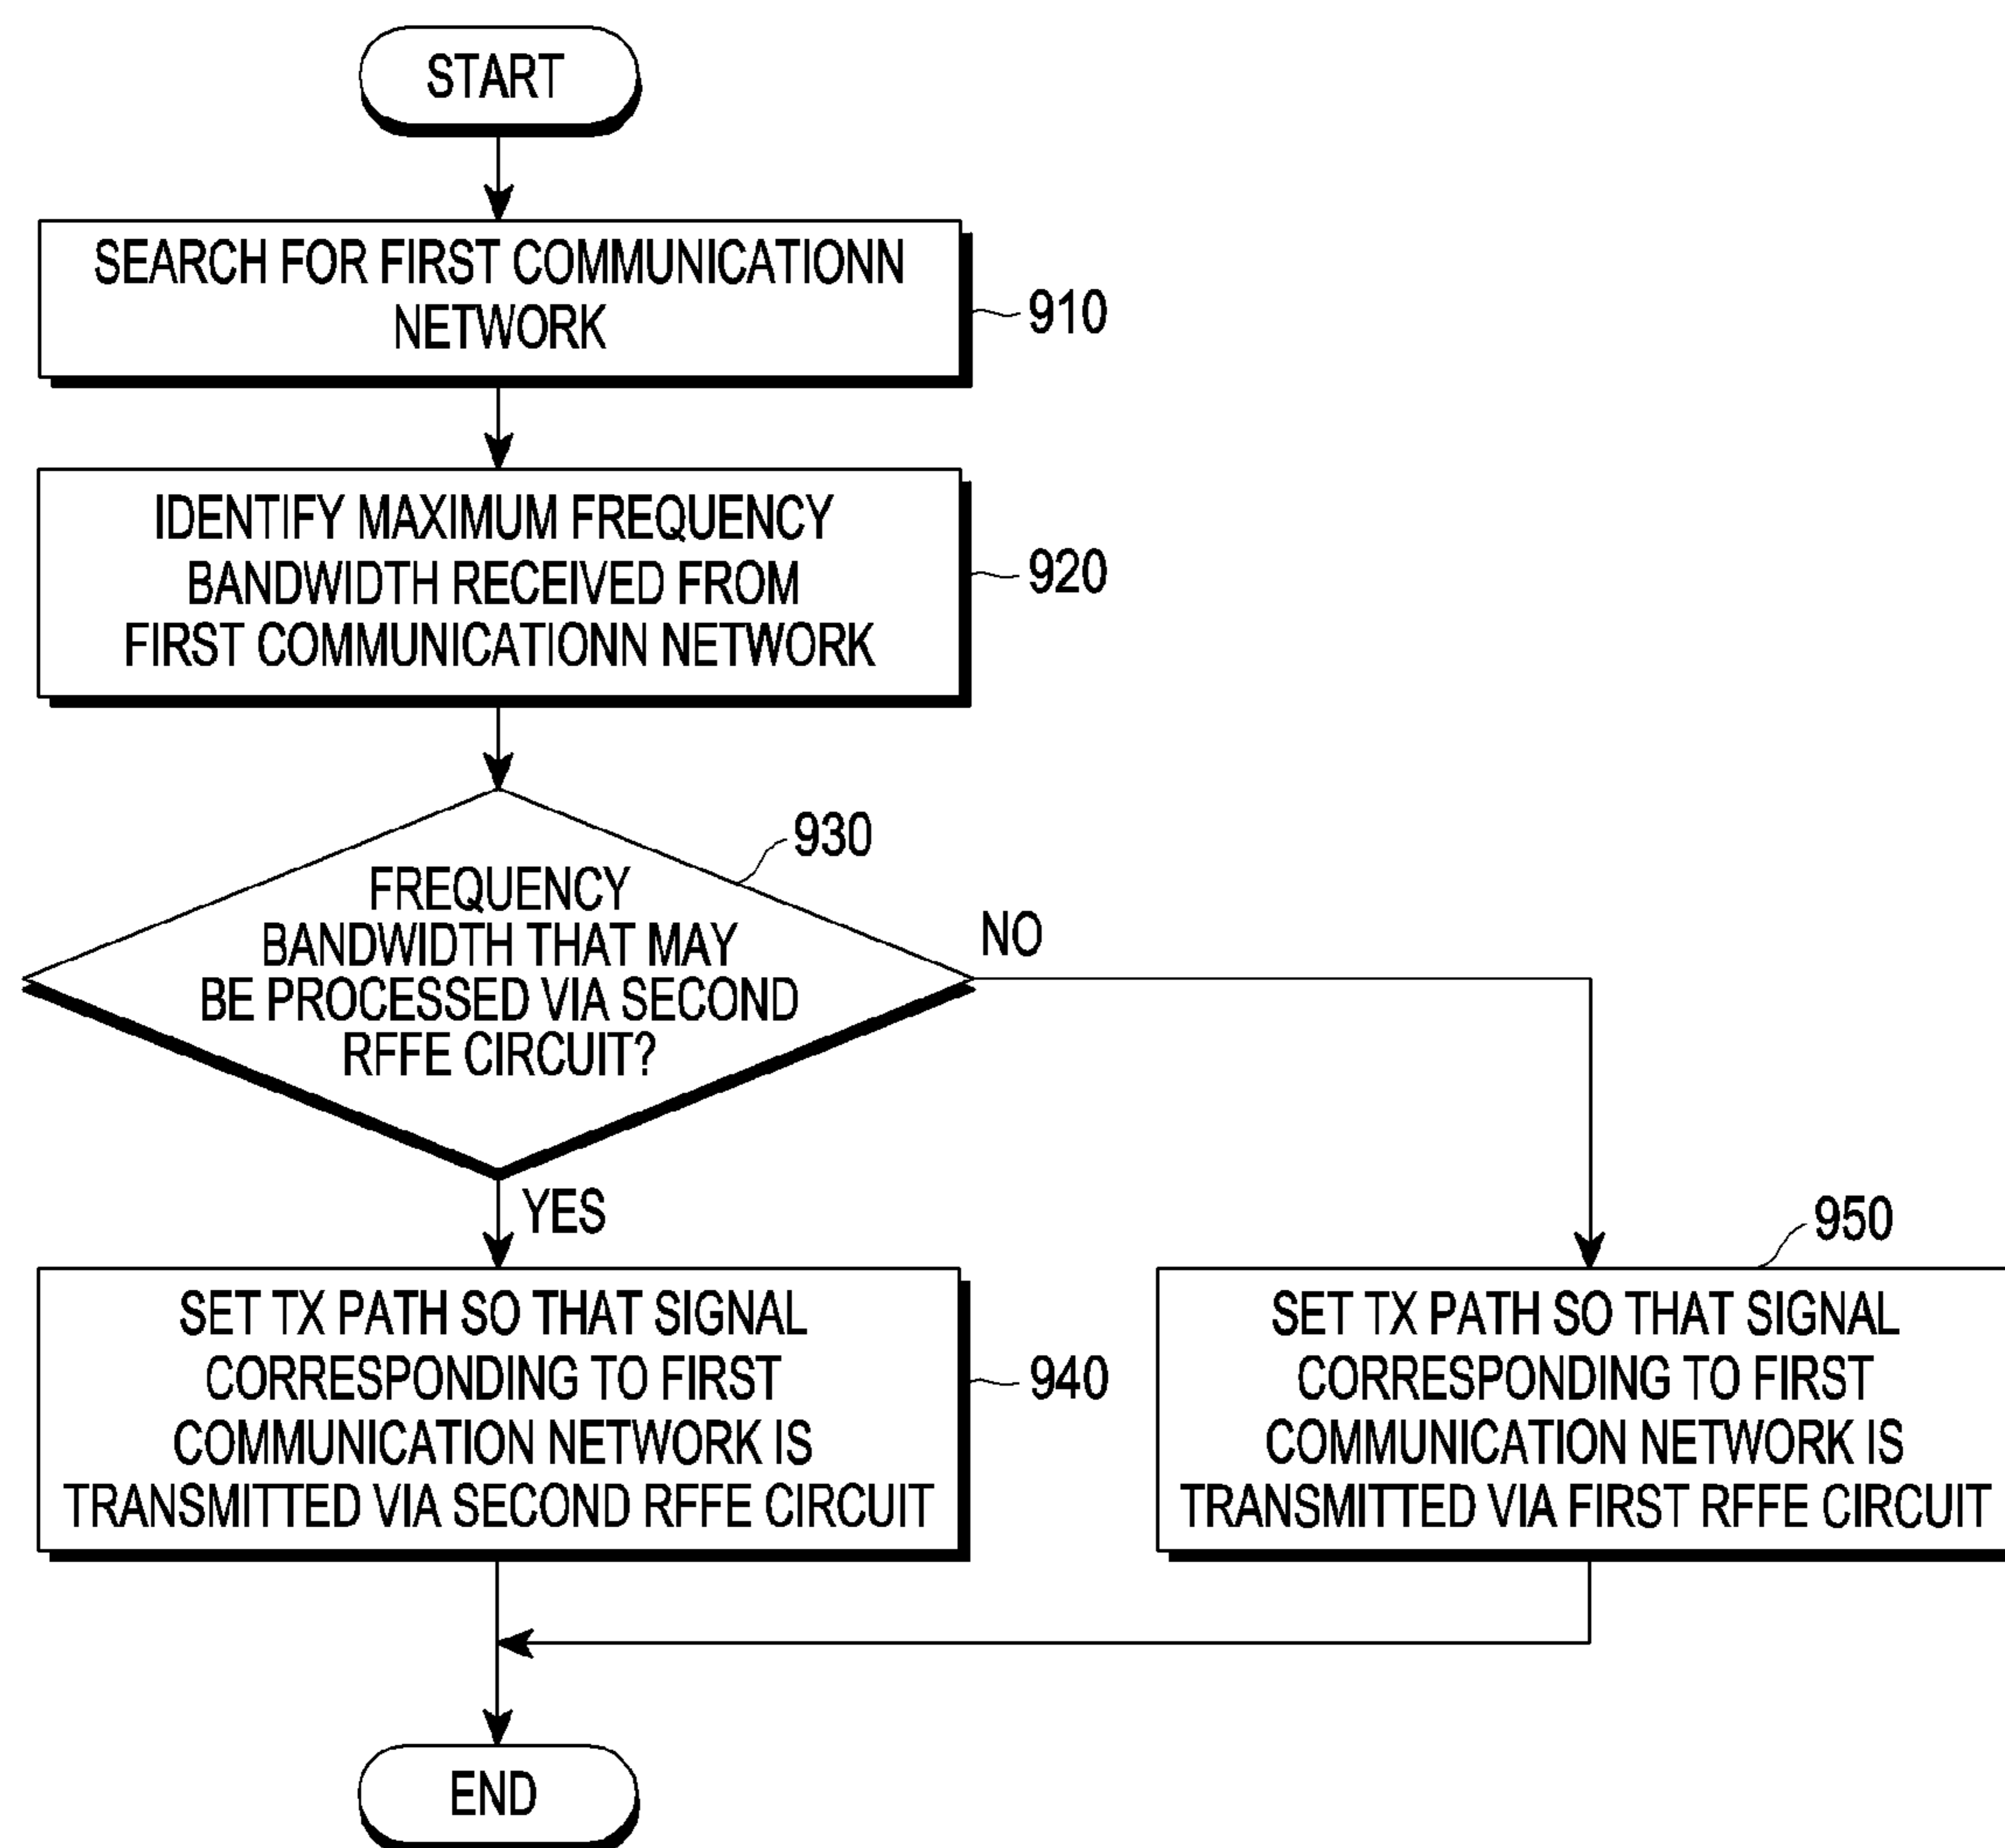 START
SEARCH FOR FIRST COMMUNICATIONN
NETWORK
910
IDENTIFY MAXIMUM FREQUENCY
BANDWIDTH RECEIVED FROM
FIRST COMMUNICATIONN NETWORK
920
930
FREQUENCY
BANDWIDTH THAT MAY
BE PROCESSED VIA SECOND
RFFE CIRCUIT?
NO
YES
SET TX PATH SO THAT SIGNAL
CORRESPONDING TO FIRST
COMMUNICATION NETWORK IS
TRANSMITTED VIA SECOND RFFE CIRCUIT
940
950
SET TX PATH SO THAT SIGNAL
CORRESPONDING TO FIRST
COMMUNICATION NETWORK IS
TRANSMITTED VIA FIRST RFFE CIRCUIT
END